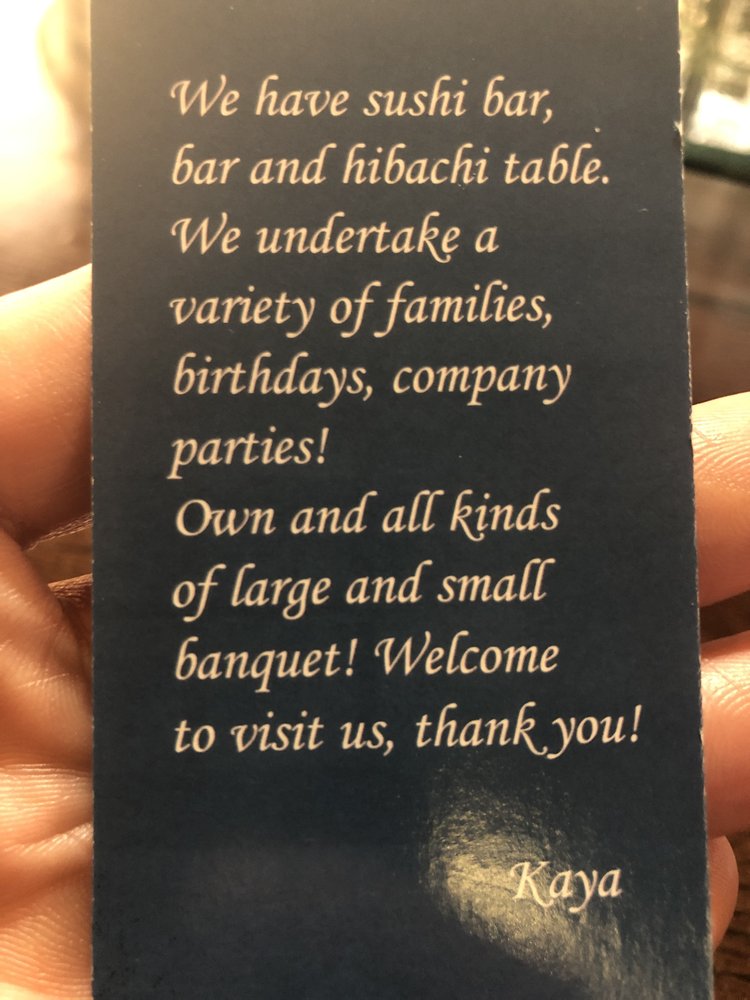 We have sushi bar,
bar and hibachi table.
We undertake a
variety of families,
birthdays, company
parties!
Own and all kinds
of large and small
banquet! Welcome
to visit us, thank you!
Kaya